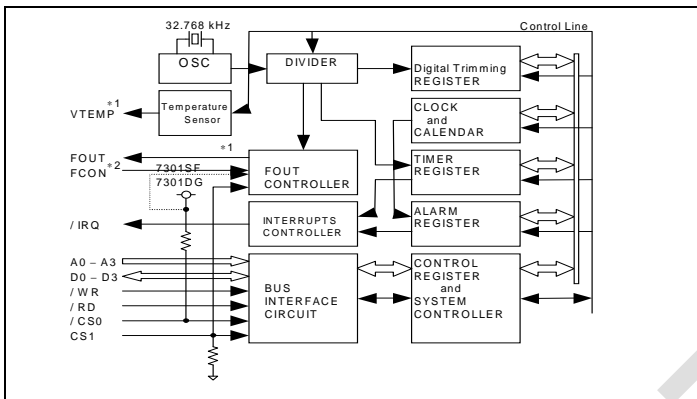 32.768 kHz
Control Line
OSC
DIVIDER
Digital Trimming
REGISTER
VTEMP*1
Temperature
Sensor
CLOCK
and
CALENDAR
*1
FOUT
FCON*2
7301SF
7301DG
FOUT
CONTROLLER
TIMER
REGISTER
/IRQ
INTERRUPTS
CONTROLLER
ALARM
REGISTER
A0 – A3
D0 – D3
/WR
/RD
/CS0
CS1
BUS
INTERFACE
CIRCUIT
CONTROL
REGISTER
and
SYSTEM
CONTROLLER